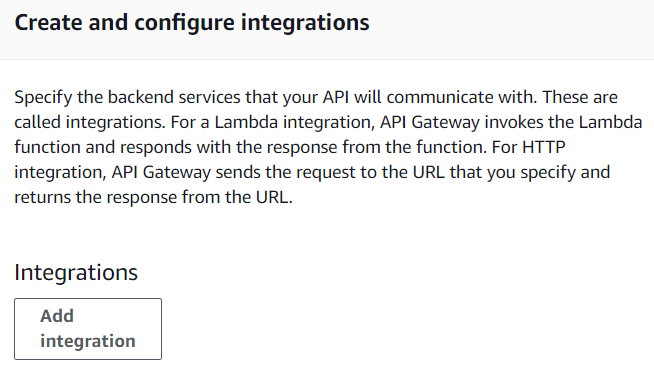 Create and configure integrations
Specify the backend services that your API will communicate with. These are
called integrations. For a Lambda integration, API Gateway invokes the Lambda
function and responds with the response from the function. For HTTP
integration, API Gateway sends the request to the URL that you specify and
returns the response from the URL.
Integrations
Add
integration